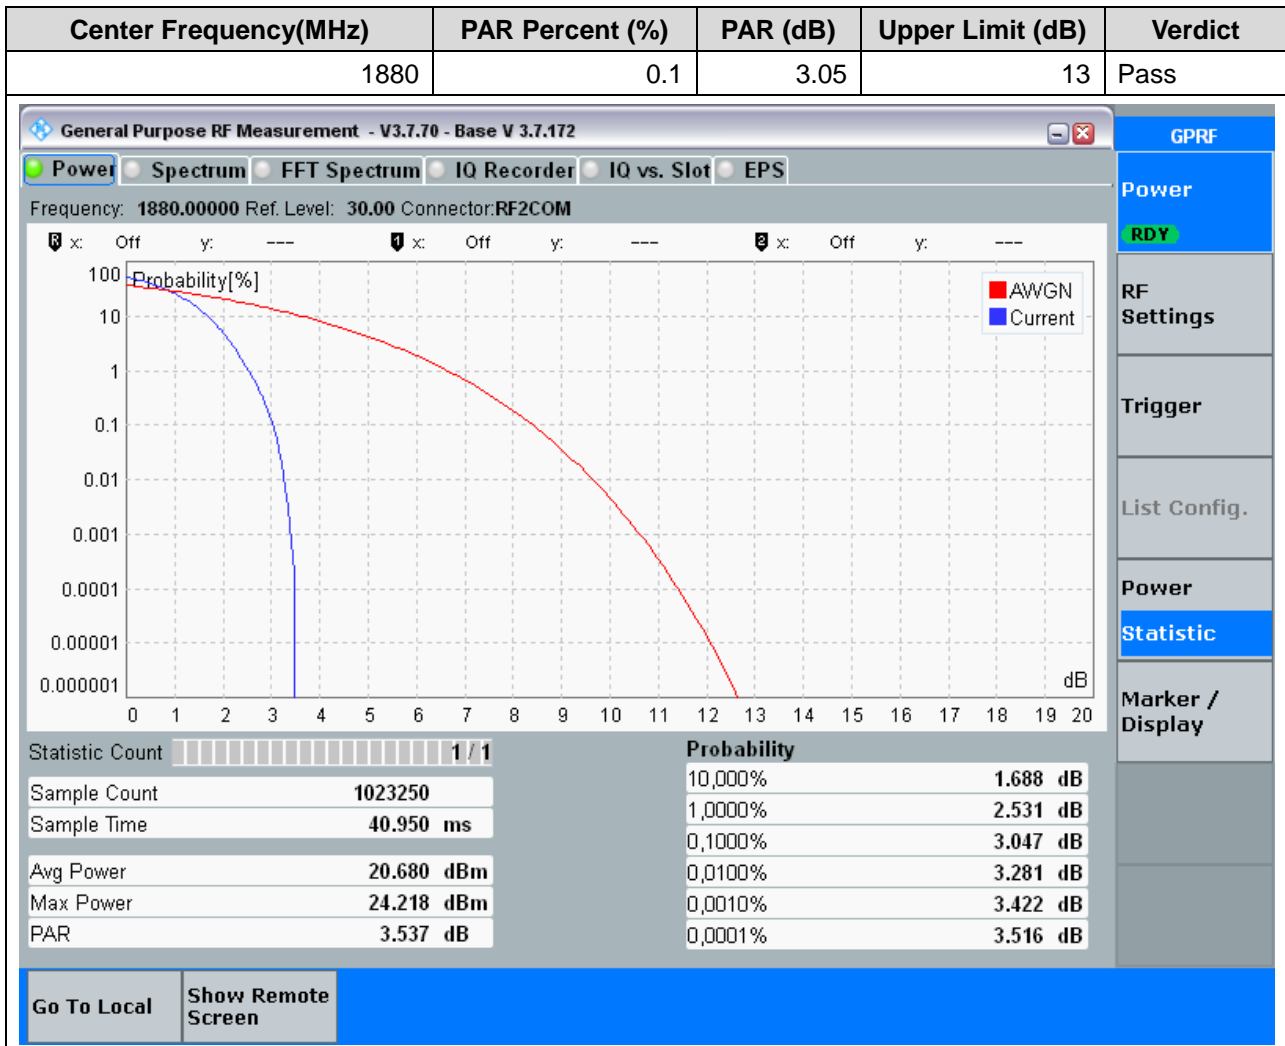 Center Frequency(MHz) PAR Percent (%) PAR (dB) Upper Limit (dB) Verdict
1880 0.1 3.05 13 Pass
General Purpose RF Measurement - V3.7.70 - Base V 3.7.172
GPRF
Power Spectrum FFT Spectrum IQ Recorder IQ vs. Slot EPS
Power
RDY
Frequency: 1880.00000 Ref. Level: 30.00 Connector:RF2COM
R x: Off y: --- 1 x: Off y: --- 2 x: Off y: ---
Probability[%]
AWGN
Current
100
10
1
0.1
0.01
0.001
0.0001
0.00001
0.000001
dB
0 1 2 3 4 5 6 7 8 9 10 11 12 13 14 15 16 17 18 19 20
RF
Settings
Trigger
List Config.
Power
Statistic
Marker /
Display
Statistic Count 1 / 1
Sample Count 1023250
Sample Time 40.950 ms
Avg Power 20.680 dBm
Max Power 24.218 dBm
PAR 3.537 dB
Probability
10,000% 1.688 dB
1,0000% 2.531 dB
0,1000% 3.047 dB
0,0100% 3.281 dB
0,0010% 3.422 dB
0,0001% 3.516 dB
Go To Local
Show Remote
Screen